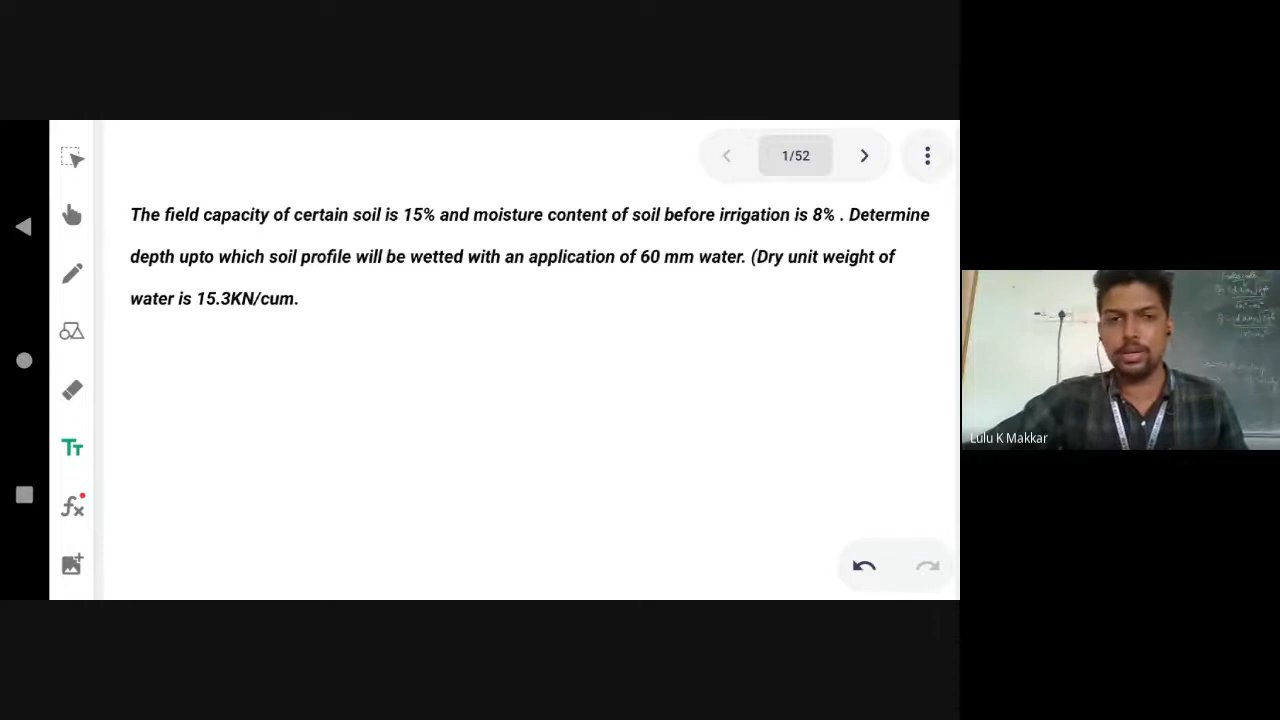 1/52
The field capacity of certain soil is 15% and moisture content of soil before irrigation is 8% . Determine
depth upto which soil profile will be wetted with an application of 60 mm water. (Dry unit weight of
water is 15.3KN/cum.
TT
fx
Lulu K Makkar